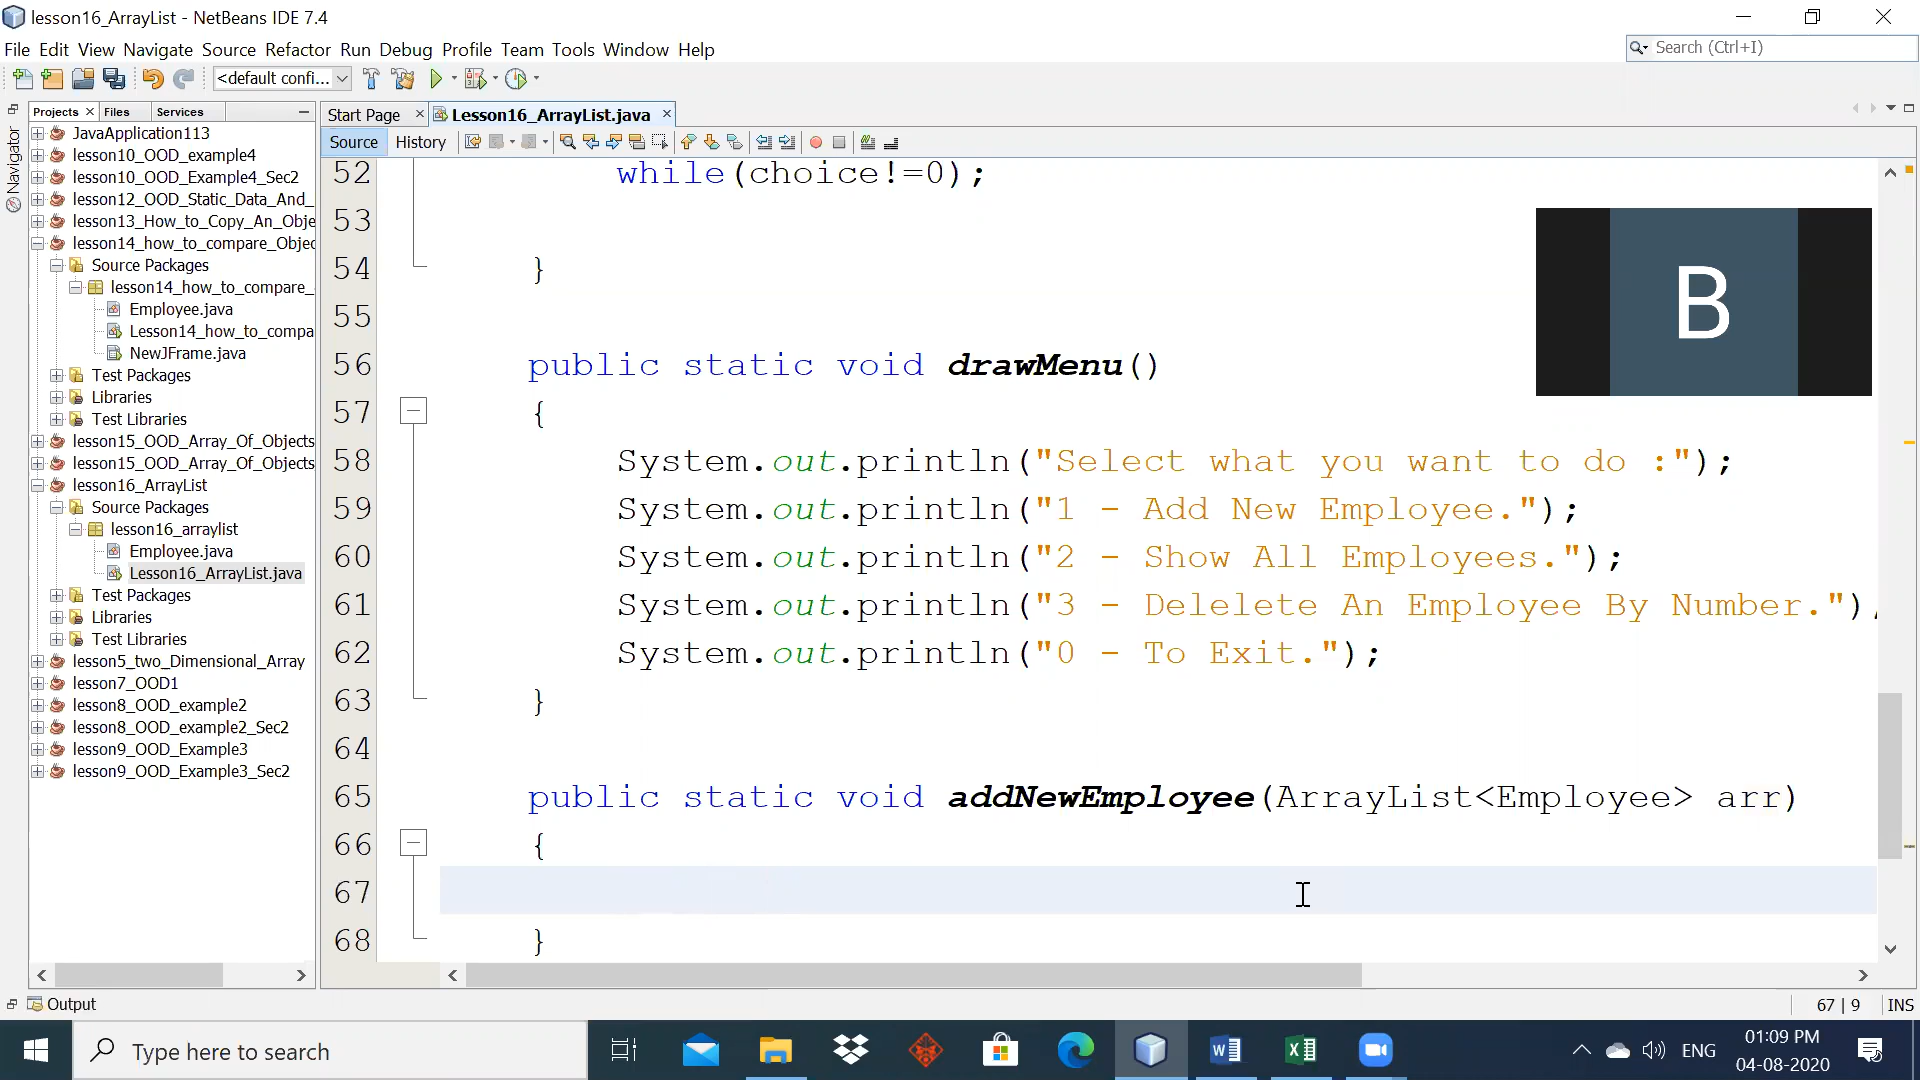 lesson16_ArrayList - NetBeans IDE 7.4
File Edit View Navigate Source Refactor Run Debug Profile Team Tools Window Help
Search (Ctrl+I)
<default confi...
Projects Files Services
Navigator
JavaApplication113
lesson10_OOD_example4
lesson10_OOD_Example4_Sec2
lesson12_OOD_Static_Data_And_
lesson13_How_to_Copy_An_Obje
lesson14_how_to_compare_Objec
Source Packages
lesson14_how_to_compare_
Employee.java
Lesson14_how_to_compa
NewJFrame.java
Test Packages
Libraries
Test Libraries
lesson15_OOD_Array_Of_Objects
lesson15_OOD_Array_Of_Objects
lesson16_ArrayList
Source Packages
lesson16_arraylist
Employee.java
Lesson16_ArrayList.java
Test Packages
Libraries
Test Libraries
lesson5_two_Dimensional_Array
lesson7_OOD1
lesson8_OOD_example2
lesson8_OOD_example2_Sec2
lesson9_OOD_Example3
lesson9_OOD_Example3_Sec2
Start Page Lesson16_ArrayList.java
Source History
52 while(choice!=0);
53
54 }
55
56 public static void drawMenu()
57 {
58 System.out.println("Select what you want to do :");
59 System.out.println("1 - Add New Employee.");
60 System.out.println("2 - Show All Employees.");
61 System.out.println("3 - Delelete An Employee By Number.");
62 System.out.println("0 - To Exit.");
63 }
64
65 public static void addNewEmployee(ArrayList<Employee> arr)
66 {
67
68 }
B
Output
67 | 9 INS
Type here to search
ENG
01:09 PM
04-08-2020